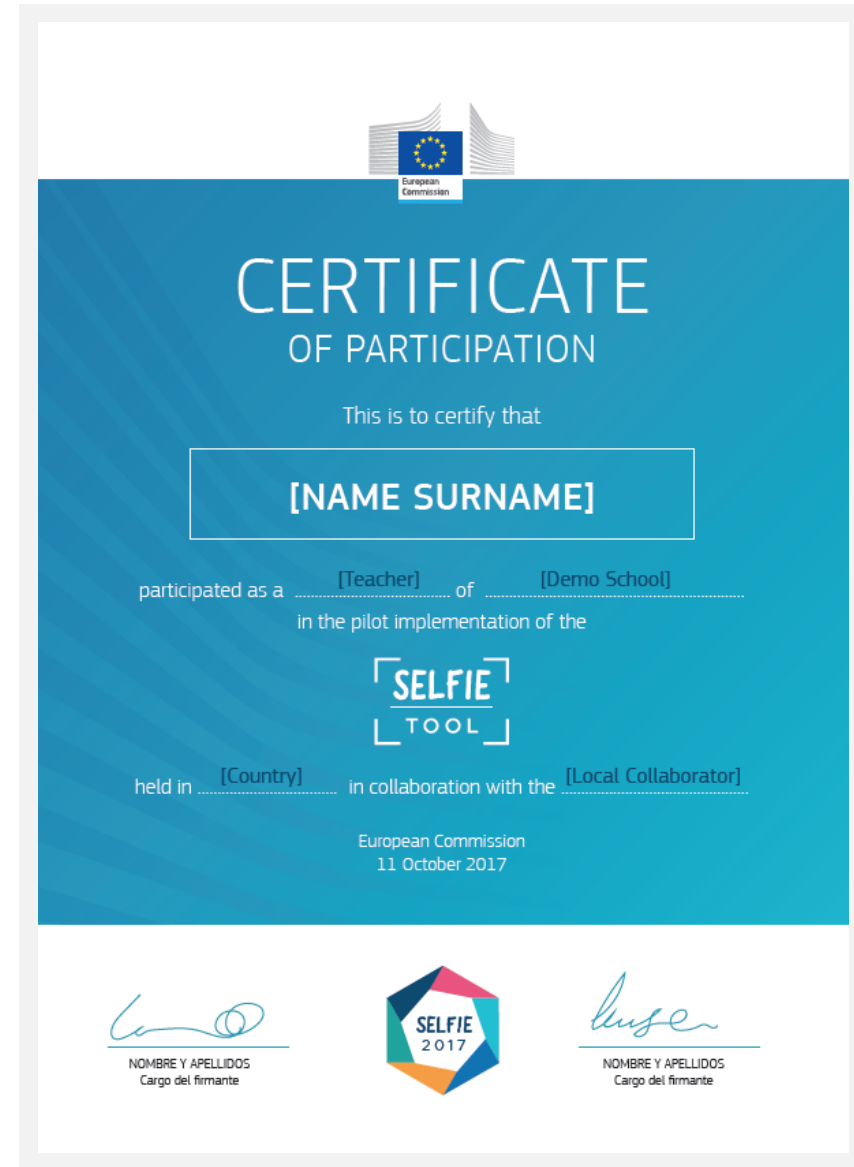 European
Commission
CERTIFICATE
OF PARTICIPATION
This is to certify that
[NAME SURNAME]
participated as a [Teacher] of [Demo School]
in the pilot implementation of the
SELFIE
TOOL
held in [Country] in collaboration with the [Local Collaborator]
European Commission
11 October 2017
SELFIE
2017
NOMBRE Y APELLIDOS
Cargo del firmante
NOMBRE Y APELLIDOS
Cargo del firmante